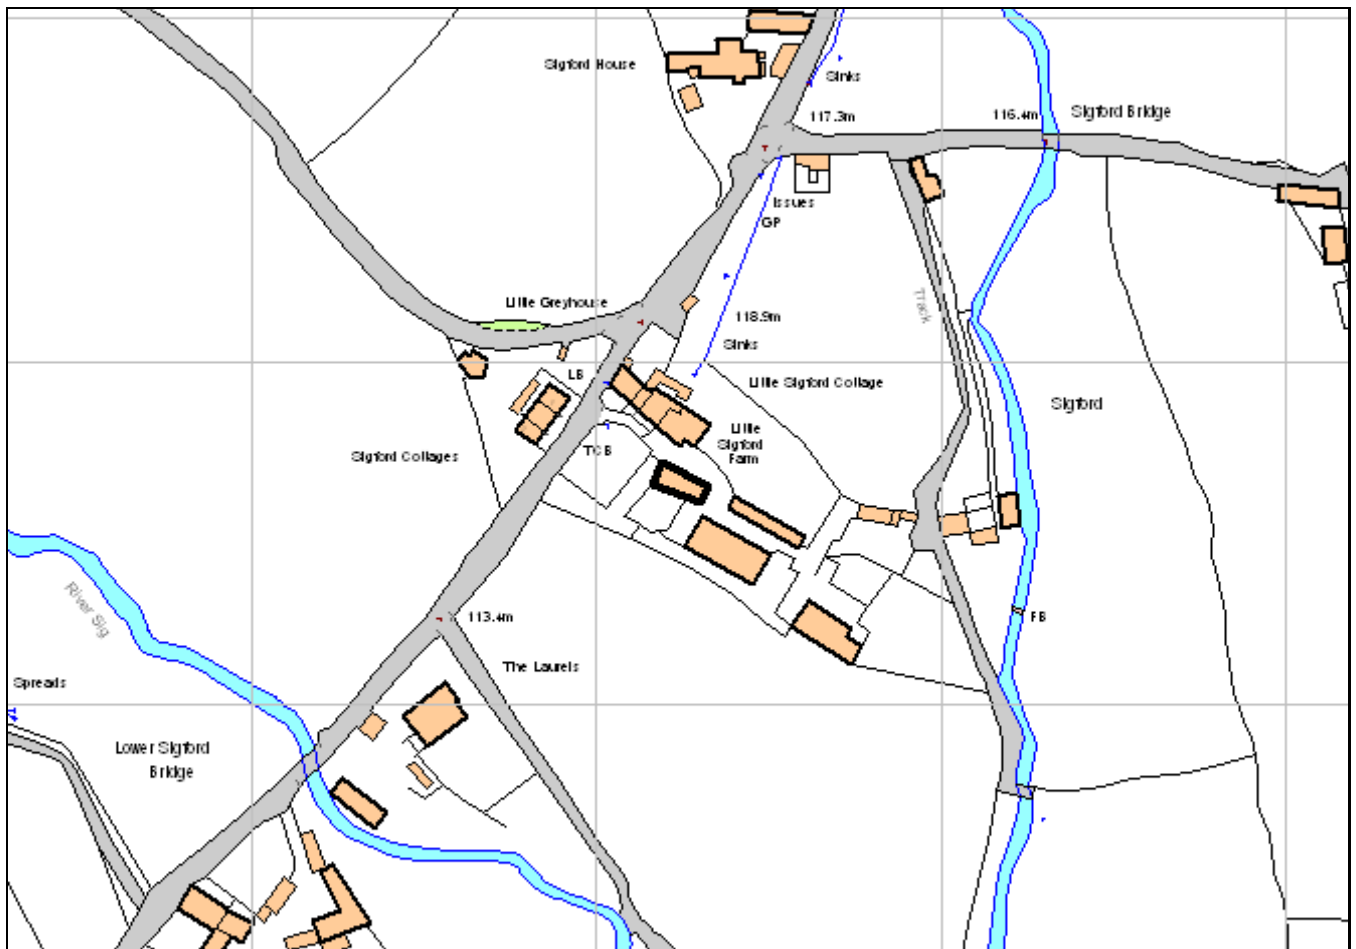 Sigford House
Sinks
117.3m
116.4m
Sigford Bridge
Issues
GP
Track
Little Greyhouse
118.9m
Sinks
LB
Little Sigford Cottage
Sigford
Little
Sigford
Farm
TCB
Sigford Cottages
River Sig
113.4m
FB
The Laurels
Spreads
Lower Sigford
Bridge